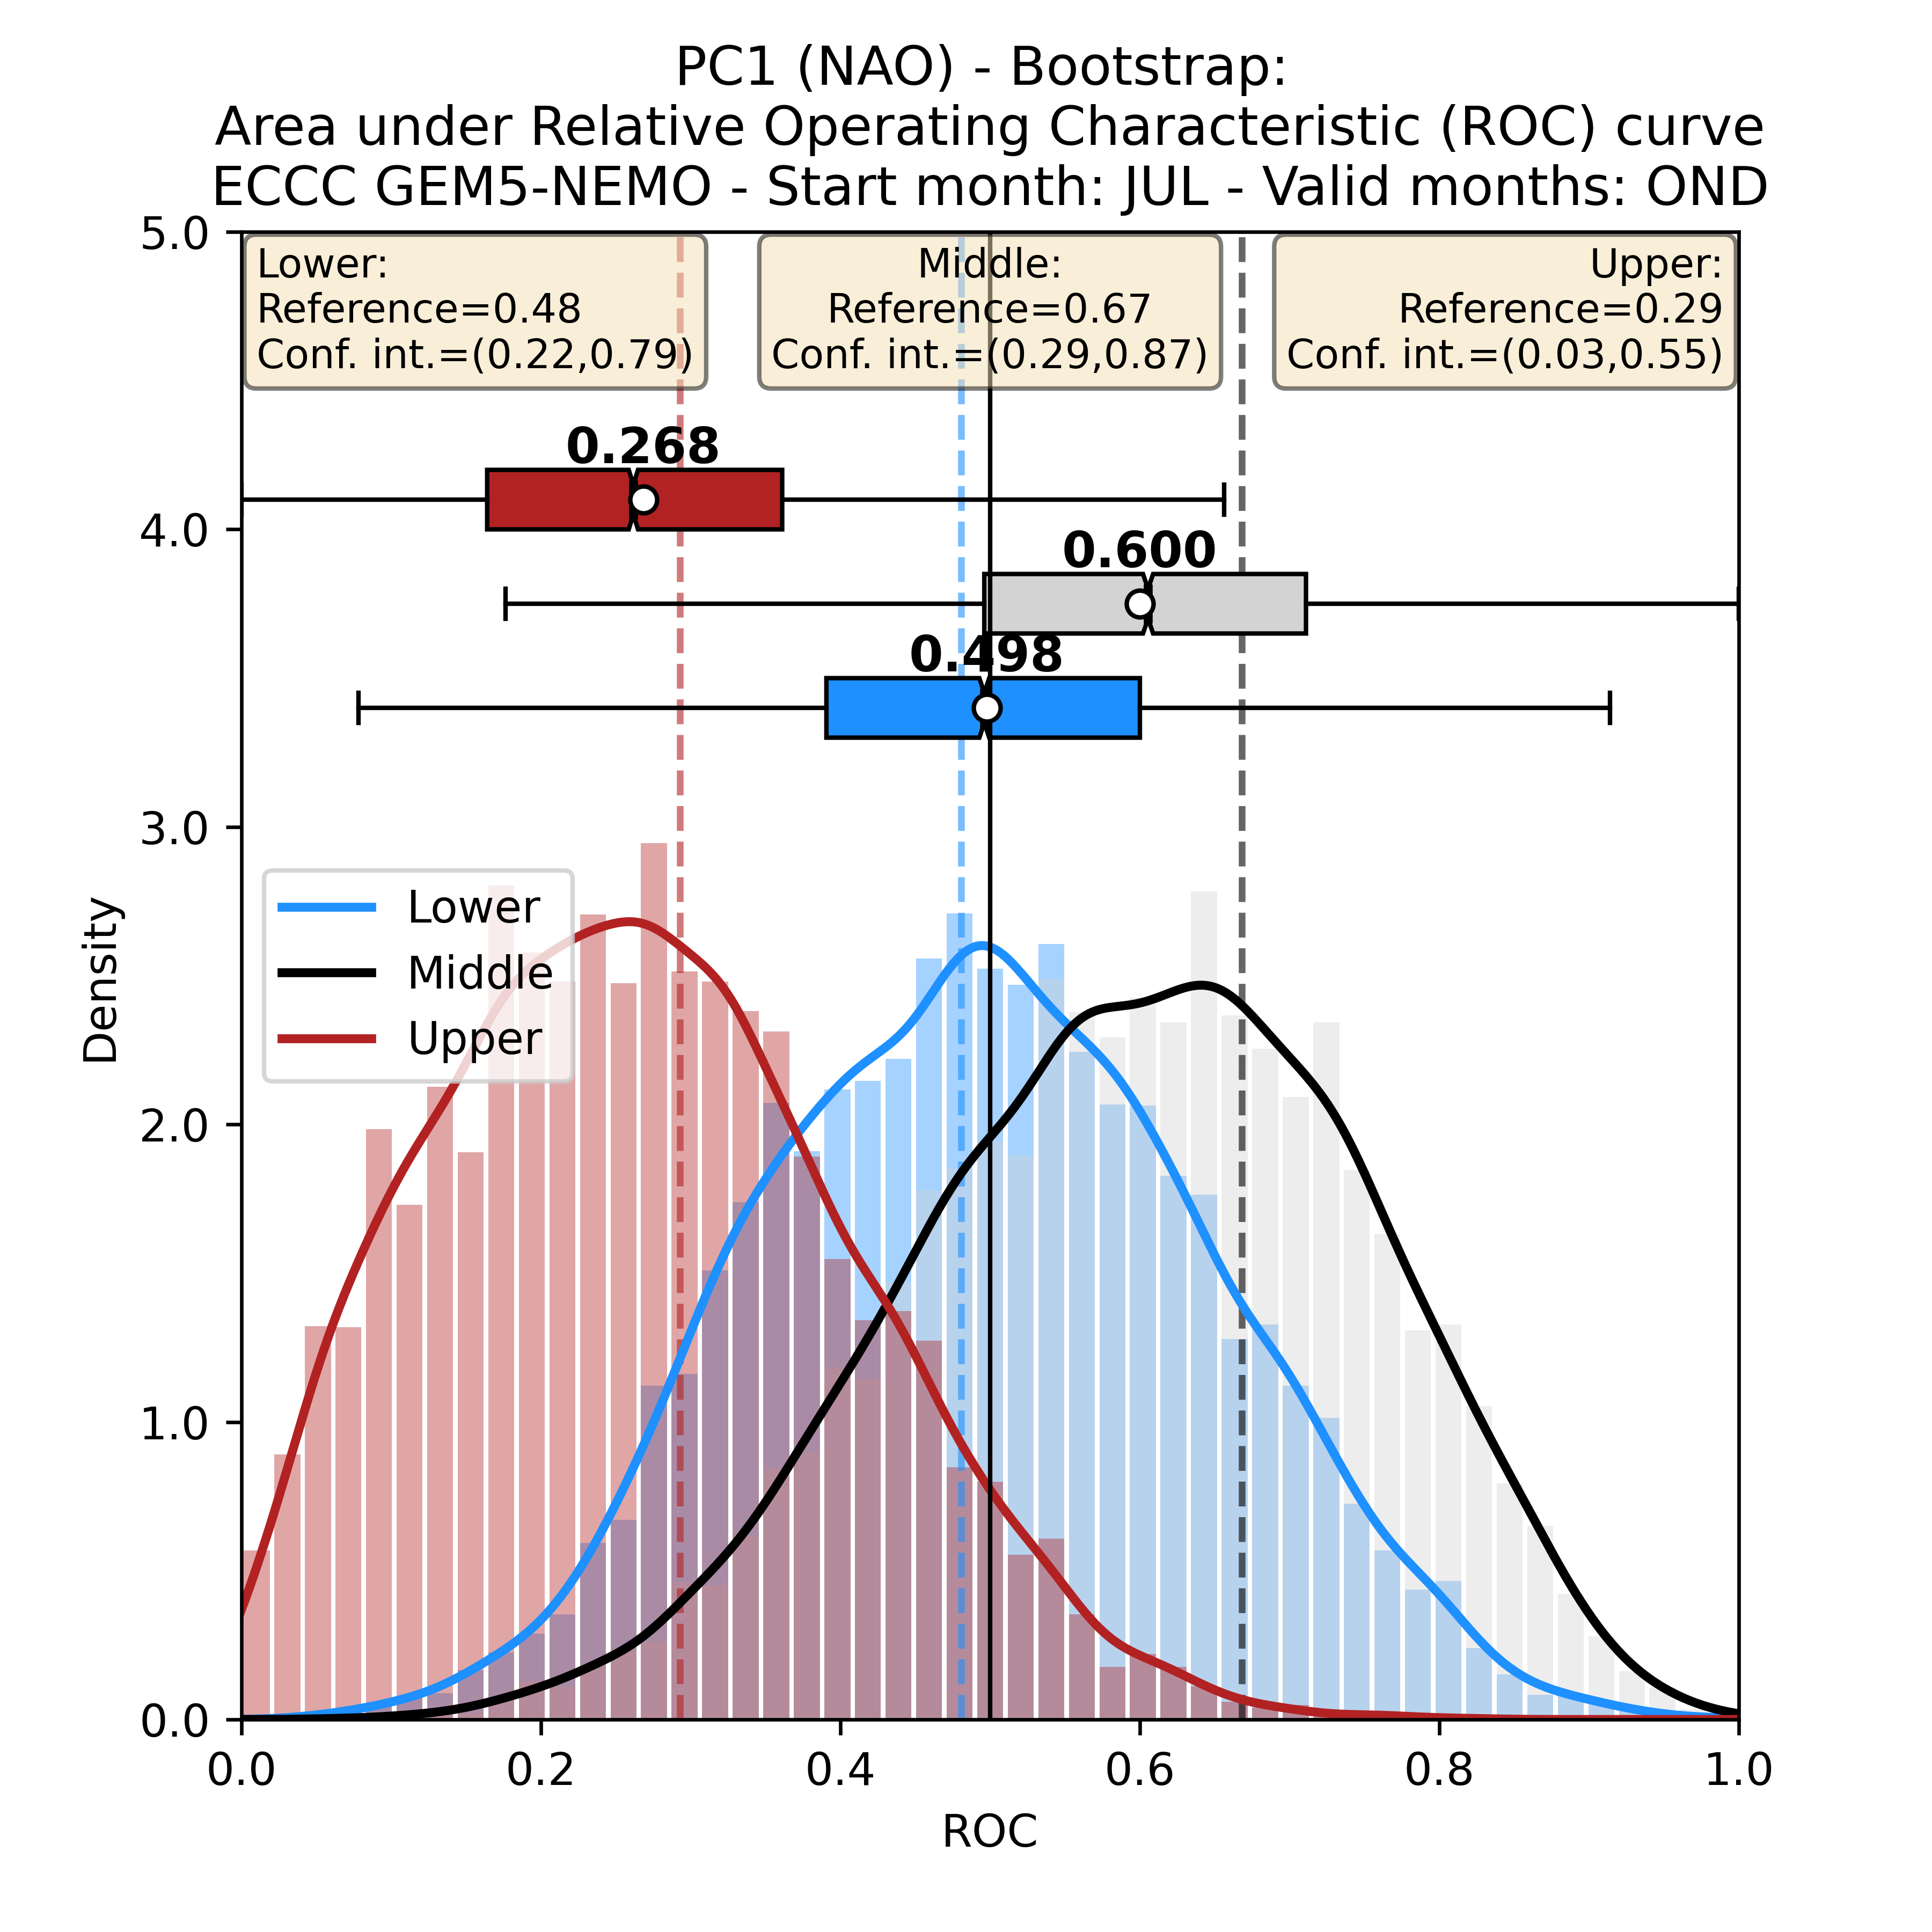 PC1 (NAO) - Bootstrap:
Area under Relative Operating Characteristic (ROC) curve
ECCC GEM5-NEMO - Start month: JUL - Valid months: OND
Lower:
Reference=0.48
Conf. int.=(0.22,0.79)
Middle:
Reference=0.67
Conf. int.=(0.29,0.87)
Upper:
Reference=0.29
Conf. int.=(0.03,0.55)
0.268
0.600
0.498
Lower
Middle
Upper
5.0
4.0
3.0
2.0
1.0
0.0
Density
0.0 0.2 0.4 0.6 0.8 1.0
ROC